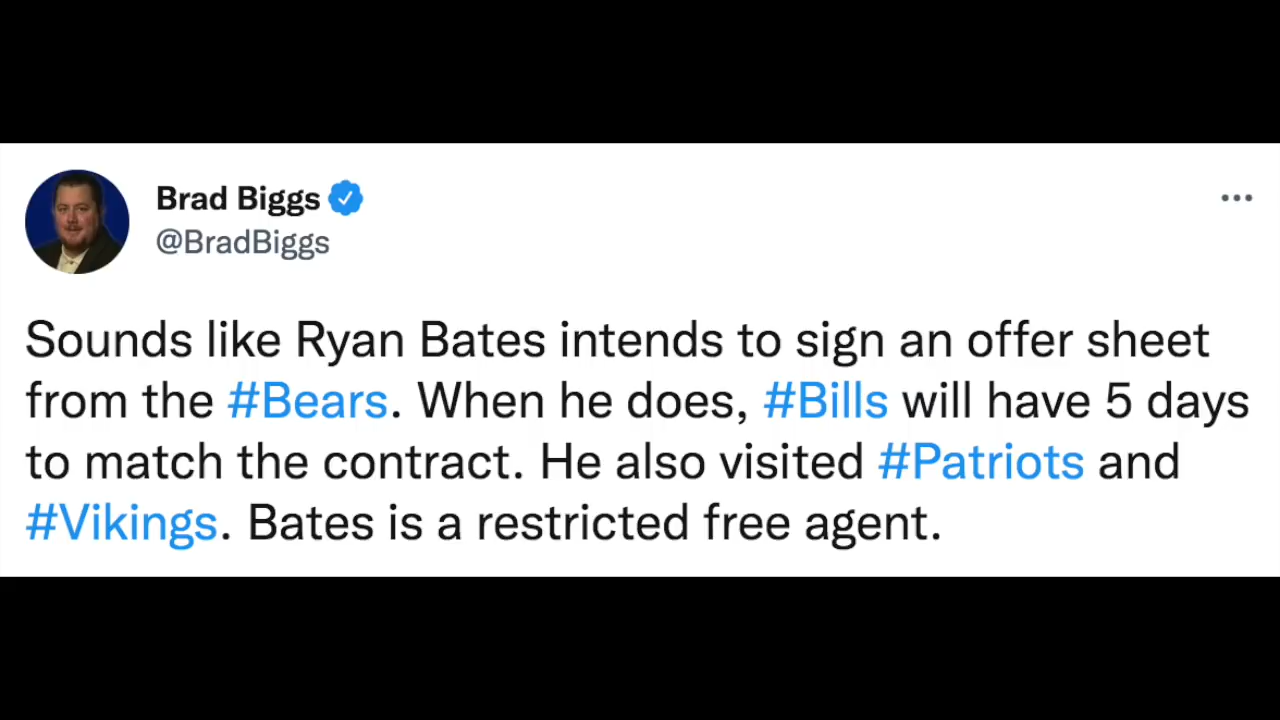 Brad Biggs
@BradBiggs
Sounds like Ryan Bates intends to sign an offer sheet
from the #Bears. When he does, #Bills will have 5 days
to match the contract. He also visited #Patriots and
#Vikings. Bates is a restricted free agent.